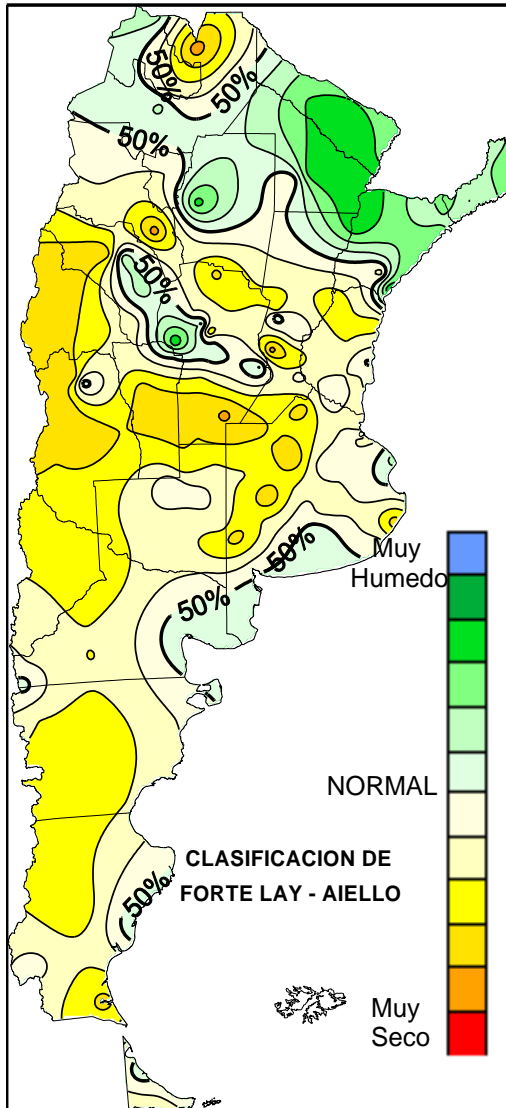 50%
50%
50%
50%
50%
50%
50%
Muy
Humedo
NORMAL
CLASIFICACION DE
FORTE LAY - AIELLO
Muy
Seco